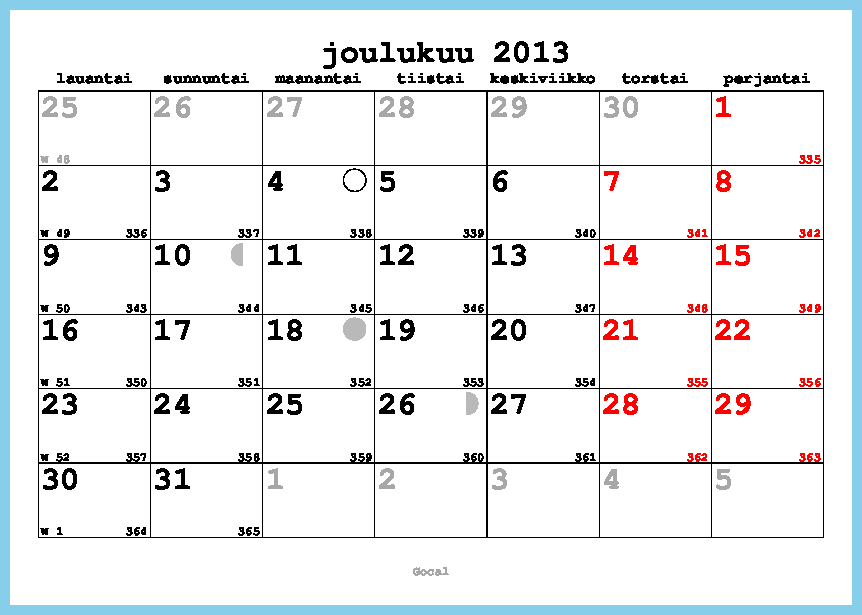 joulukuu 2013
lauantai sunnuntai maanantai tiistai keskiviikko torstai perjantai
25 26 27 28 29 30 1
W 48 335
2 3 4 5 6 7 8
W 49 336 337 338 339 340 341 342
9 10 11 12 13 14 15
W 50 343 344 345 346 347 348 349
16 17 18 19 20 21 22
W 51 350 351 352 353 354 355 356
23 24 25 26 27 28 29
W 52 357 358 359 360 361 362 363
30 31 1 2 3 4 5
W 1 364 365
Gocal